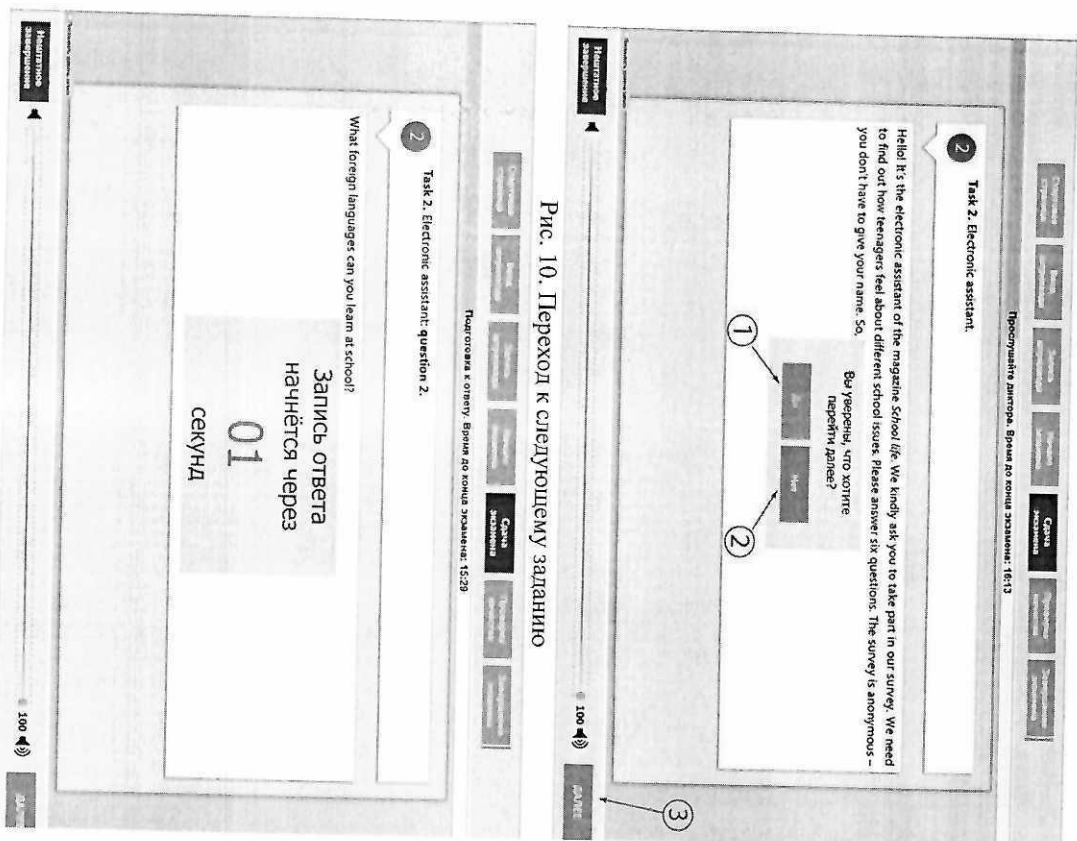 Сдача
экзамена
Прослушайте диктора. Время до конца экзамена: 16:13
2
Task 2. Electronic assistant.
Hello! It's the electronic assistant of the magazine School life. We kindly ask you to take part in our survey. We need
to find out how teenagers feel about different school issues. Please answer six questions. The survey is anonymous –
you don't have to give your name. So,
Вы уверены, что хотите
перейти далее?
Да
Нет
1
2
3
Нештатное
завершение
100
ДАЛЕЕ
Рис. 10. Переход к следующему заданию
Сдача
экзамена
Подготовка к ответу. Время до конца экзамена: 15:29
2
Task 2. Electronic assistant: question 2.
What foreign languages can you learn at school?
Запись ответа
начнётся через
01
секунд
Нештатное
завершение
100